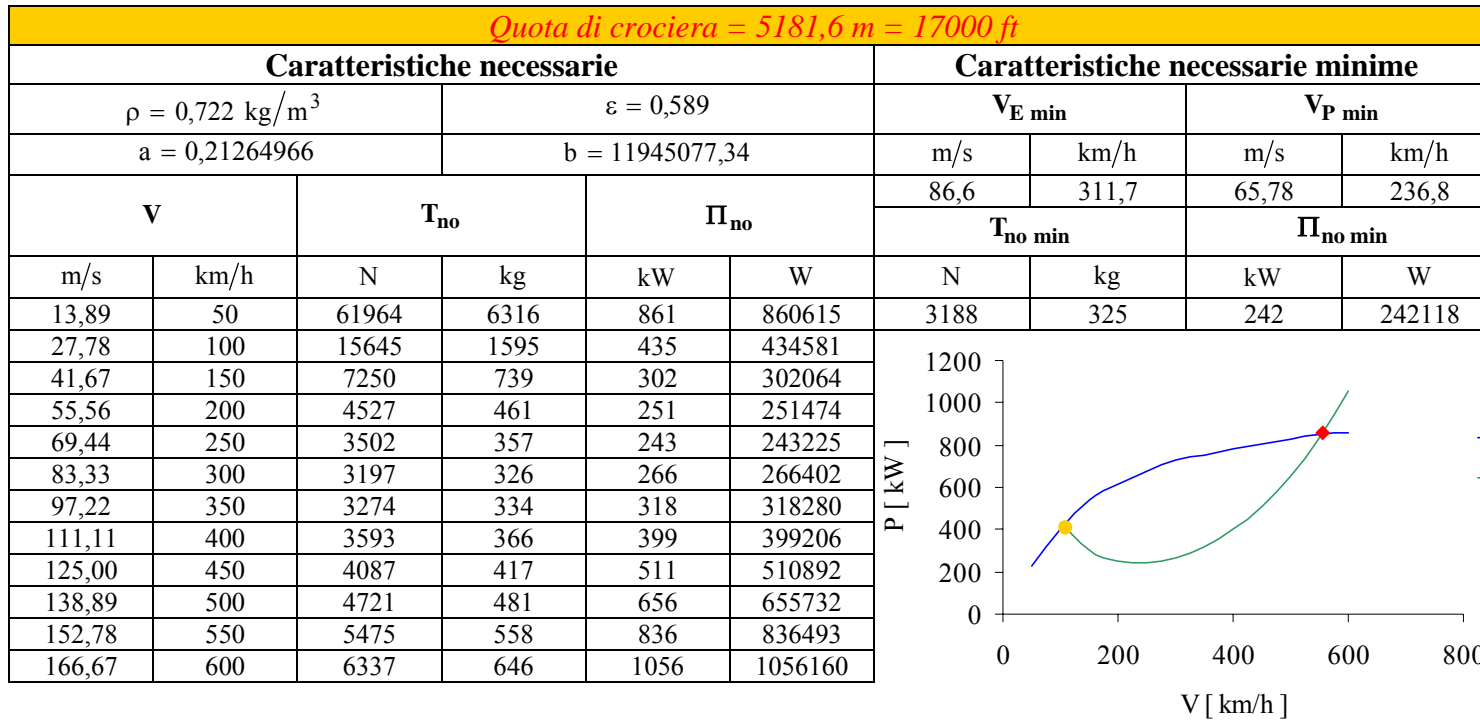 Quota di crociera = 5181,6 m = 17000 ft
Caratteristiche necessarie
Caratteristiche necessarie minime
ρ = 0,722 kg/m³
ε = 0,589
V_E min
V_P min
a = 0,21264966
b = 11945077,34
m/s km/h m/s km/h
86,6 311,7 65,78 236,8
V
T_no
Π_no
T_no min
Π_no min
m/s km/h N kg kW W
N kg kW W
13,89 50 61964 6316 861 860615
3188 325 242 242118
27,78 100 15645 1595 435 434581
41,67 150 7250 739 302 302064
55,56 200 4527 461 251 251474
69,44 250 3502 357 243 243225
83,33 300 3197 326 266 266402
97,22 350 3274 334 318 318280
111,11 400 3593 366 399 399206
125,00 450 4087 417 511 510892
138,89 500 4721 481 656 655732
152,78 550 5475 558 836 836493
166,67 600 6337 646 1056 1056160
1200
1000
800
600
400
200
0
P [ kW ]
0 200 400 600 800
V [ km/h ]